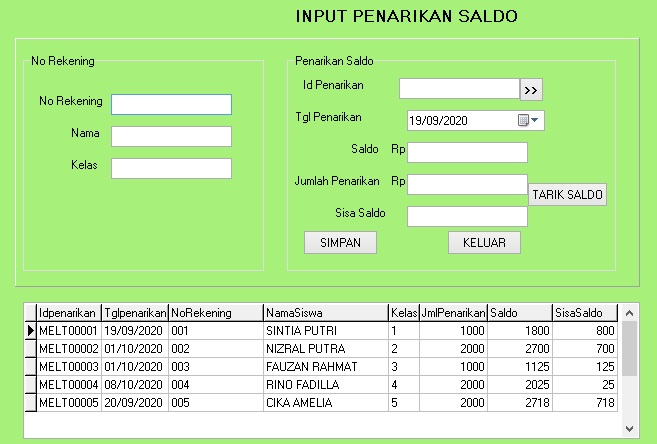 INPUT PENARIKAN SALDO
No Rekening
No Rekening
Nama
Kelas
Penarikan Saldo
Id Penarikan >>
Tgl Penarikan 19/09/2020
Saldo Rp
Jumlah Penarikan Rp
TARIK SALDO
Sisa Saldo
SIMPAN KELUAR
Idpenarikan Tglpenarikan NoRekening NamaSiswa Kelas JmlPenarikan Saldo SisaSaldo
MELT00001 19/09/2020 001 SINTIA PUTRI 1 1000 1800 800
MELT00002 01/10/2020 002 NIZRAL PUTRA 2 2000 2700 700
MELT00003 01/10/2020 003 FAUZAN RAHMAT 3 1000 1125 125
MELT00004 08/10/2020 004 RINO FADILLA 4 2000 2025 25
MELT00005 20/09/2020 005 CIKA AMELIA 5 2000 2718 718